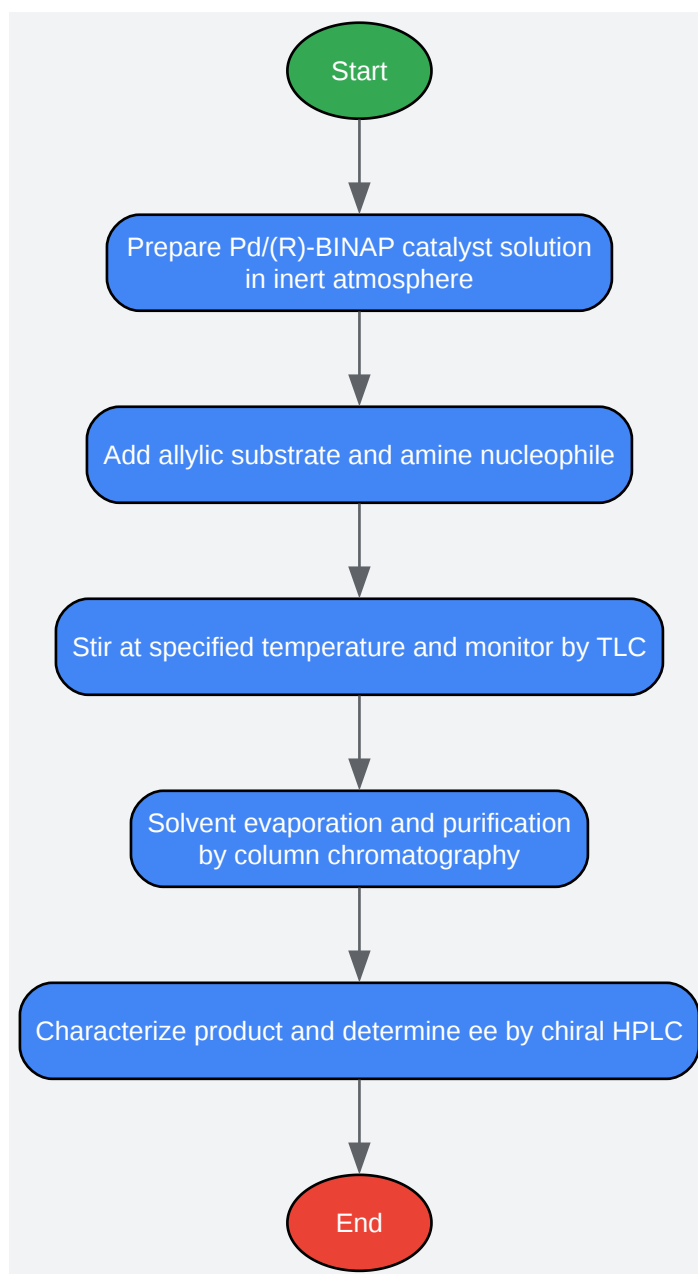 Start
Prepare Pd/(R)-BINAP catalyst solution
in inert atmosphere
Add allylic substrate and amine nucleophile
Stir at specified temperature and monitor by TLC
Solvent evaporation and purification
by column chromatography
Characterize product and determine ee by chiral HPLC
End